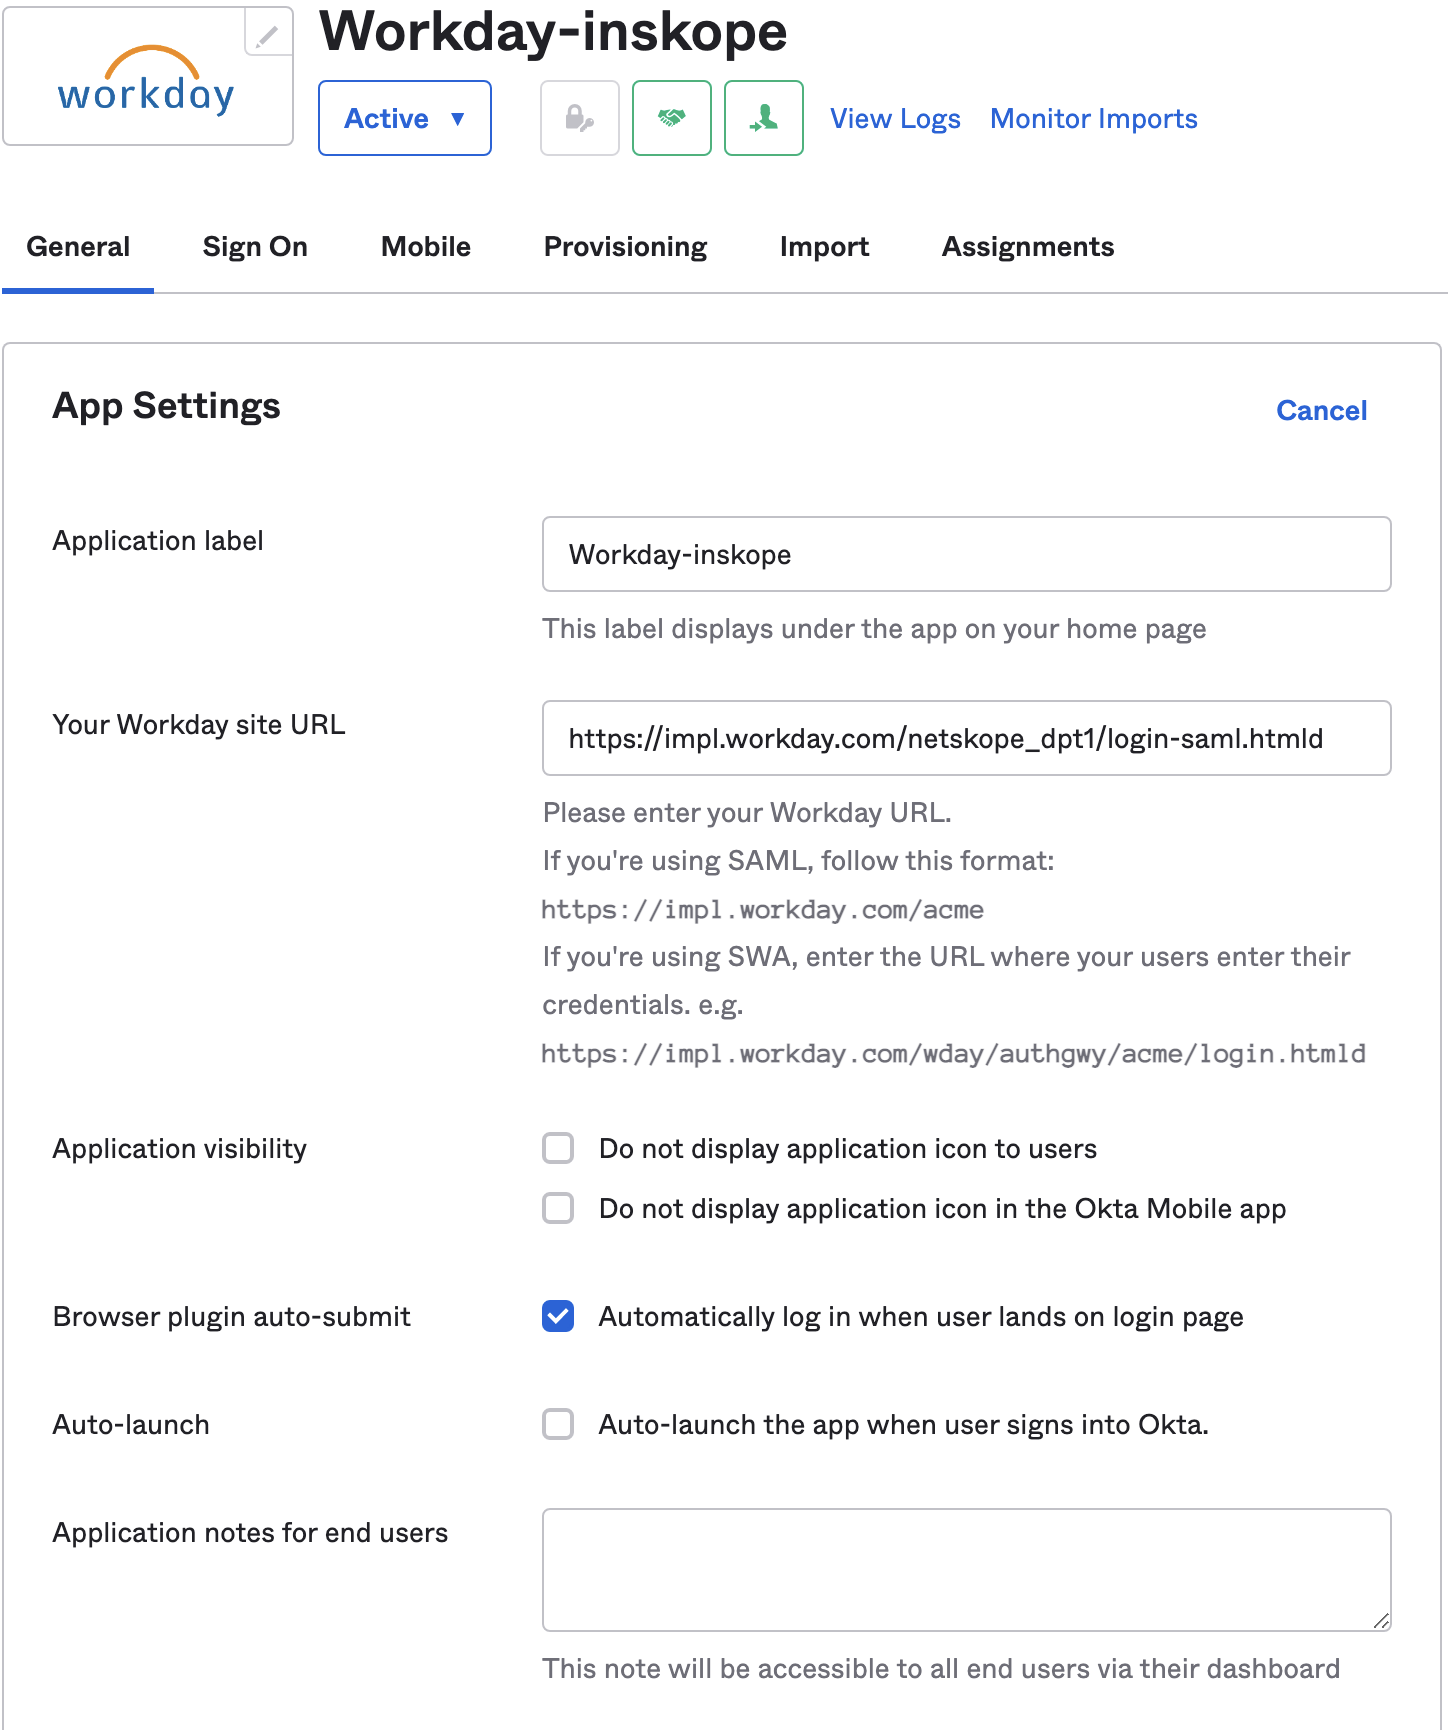 workday
Workday-inskope
Active ▼
View Logs
Monitor Imports
General
Sign On
Mobile
Provisioning
Import
Assignments
App Settings
Cancel
Application label
Workday-inskope
This label displays under the app on your home page
Your Workday site URL
https://impl.workday.com/netskope_dpt1/login-saml.htmld
Please enter your Workday URL.
If you're using SAML, follow this format:
https://impl.workday.com/acme
If you're using SWA, enter the URL where your users enter their
credentials. e.g.
https://impl.workday.com/wday/authgwy/acme/login.htmld
Application visibility
Do not display application icon to users
Do not display application icon in the Okta Mobile app
Browser plugin auto-submit
Automatically log in when user lands on login page
Auto-launch
Auto-launch the app when user signs into Okta.
Application notes for end users
This note will be accessible to all end users via their dashboard